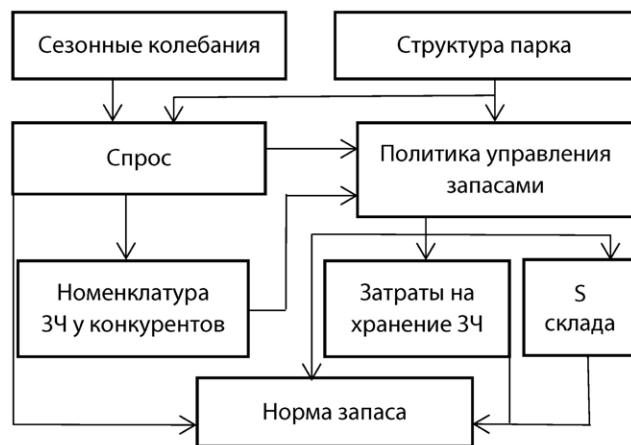 Сезонные колебания
Структура парка
Спрос
Политика управления
запасами
Номенклатура
ЗЧ у конкурентов
Затраты на
хранение ЗЧ
S
склада
Норма запаса